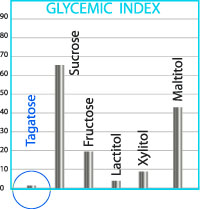 GLYCEMIC INDEX
90
80
70
60
50
40
30
20
10
0
Tagatose
Sucrose
Fructose
Lactitol
Xylitol
Maltitol